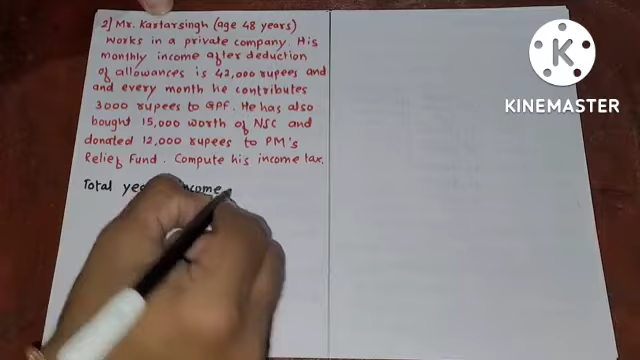 2] Mr. Kartarsingh (age 48 years)
works in a private company. His
monthly income after deduction
of allowances is 42,000 rupees and
and every month he contributes
3000 rupees to GPF. He has also
bought 15,000 worth of NSC and
donated 12,000 rupees to PM's
Relief Fund. Compute his income tax.
Total income
K
KINEMASTER